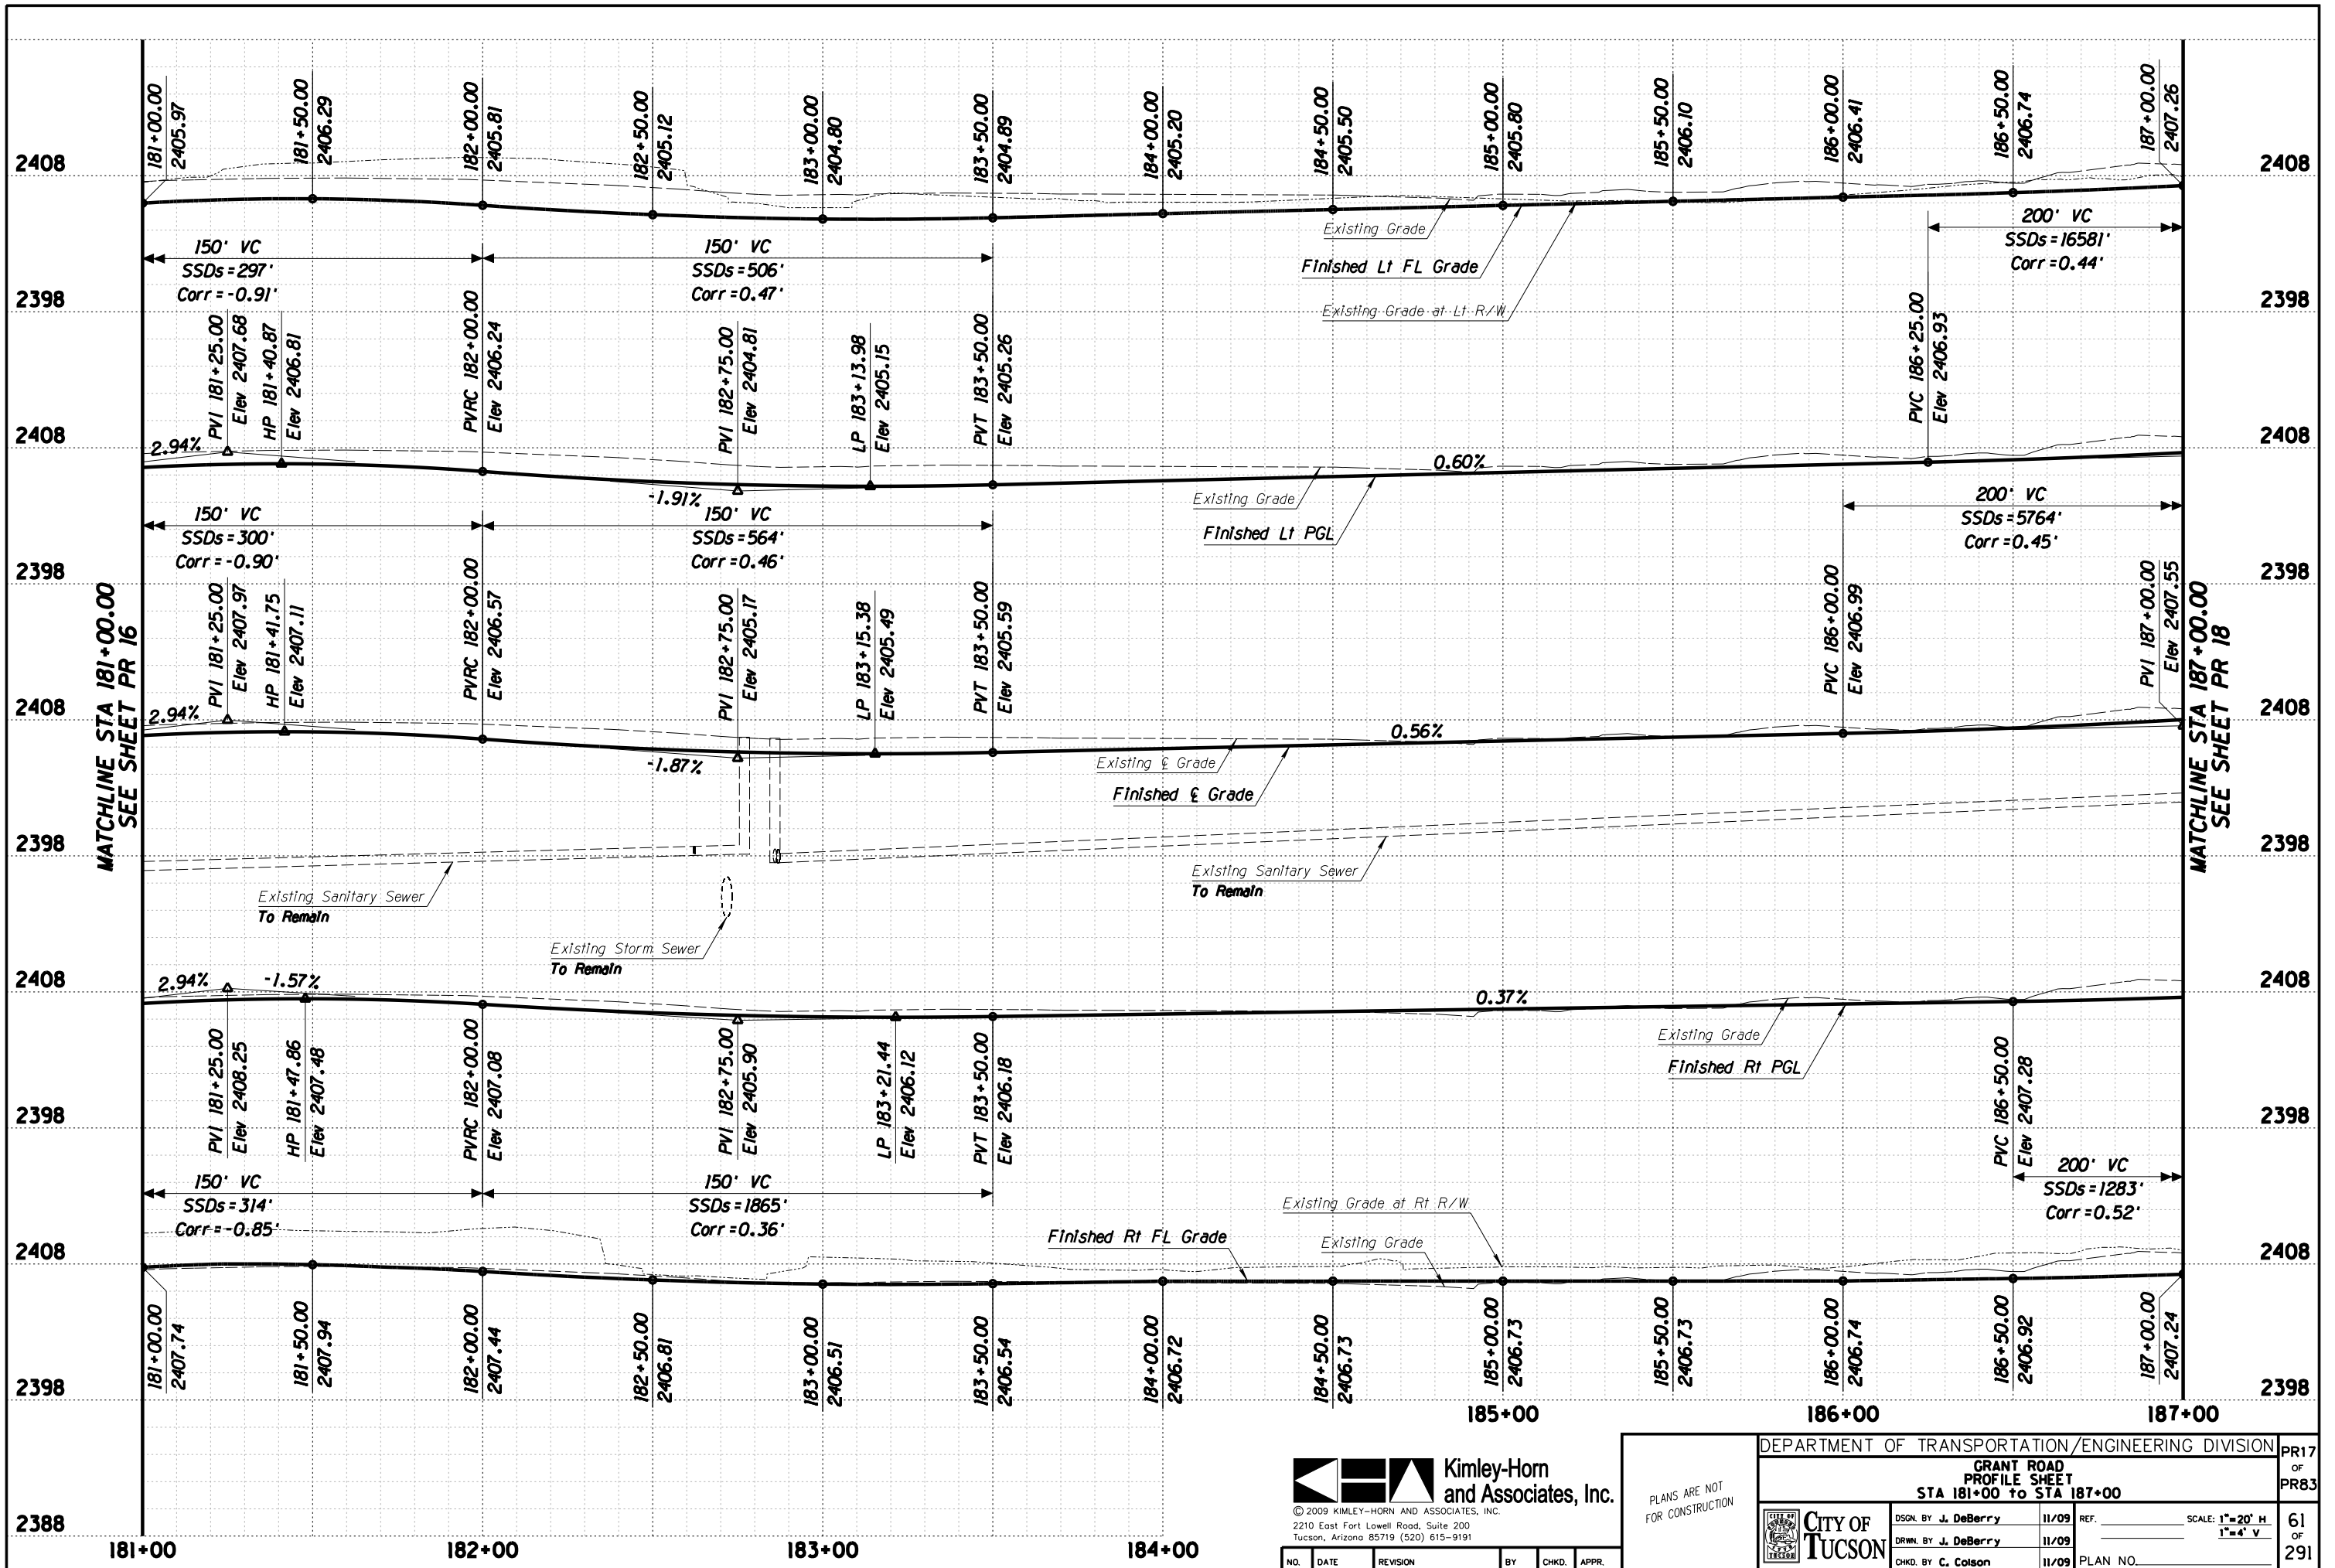 181+00.00
2405.97
181+50.00
2406.29
182+00.00
2405.81
182+50.00
2405.12
183+00.00
2404.80
183+50.00
2404.89
184+00.00
2405.20
184+50.00
2405.50
185+00.00
2405.80
185+50.00
2406.10
186+00.00
2406.41
186+50.00
2406.74
187+00.00
2407.26
2408
2408
Existing Grade
Finished Lt FL Grade
Existing Grade at Lt R/W
150' VC
SSDs=297'
Corr=-0.91'
150' VC
SSDs=506'
Corr=0.47'
200' VC
SSDs=16581'
Corr=0.44'
2398
2398
PVI 181+25.00
Elev 2407.68
HP 181+40.87
Elev 2406.81
PVRC 182+00.00
Elev 2406.24
PVI 182+75.00
Elev 2404.81
LP 183+13.98
Elev 2405.15
PVT 183+50.00
Elev 2405.26
PVC 186+25.00
Elev 2406.93
2408
2408
2.94%
-1.91%
0.60%
Existing Grade
Finished Lt PGL
150' VC
SSDs=300'
Corr=-0.90'
150' VC
SSDs=564'
Corr=0.46'
200' VC
SSDs=5764'
Corr=0.45'
2398
2398
MATCHLINE STA 181+00.00
SEE SHEET PR 16
PVI 181+25.00
Elev 2407.97
HP 181+41.75
Elev 2407.11
PVRC 182+00.00
Elev 2406.57
PVI 182+75.00
Elev 2405.17
LP 183+15.38
Elev 2405.49
PVT 183+50.00
Elev 2405.59
PVC 186+00.00
Elev 2406.99
PVI 187+00.00
Elev 2407.55
MATCHLINE STA 187+00.00
SEE SHEET PR 18
2408
2408
2.94%
-1.87%
0.56%
Existing ℄ Grade
Finished ℄ Grade
2398
2398
Existing Sanitary Sewer
To Remain
Existing Sanitary Sewer
To Remain
Existing Storm Sewer
To Remain
2408
2408
2.94%
-1.57%
0.37%
Existing Grade
Finished Rt PGL
PVI 181+25.00
Elev 2408.25
HP 181+47.86
Elev 2407.48
PVRC 182+00.00
Elev 2407.08
PVI 182+75.00
Elev 2405.90
LP 183+21.44
Elev 2406.12
PVT 183+50.00
Elev 2406.18
PVC 186+50.00
Elev 2407.28
2398
2398
150' VC
SSDs=314'
Corr=-0.85'
150' VC
SSDs=1865'
Corr=0.36'
200' VC
SSDs=1283'
Corr=0.52'
Existing Grade at Rt R/W
Finished Rt FL Grade
Existing Grade
2408
2408
181+00.00
2407.74
181+50.00
2407.94
182+00.00
2407.44
182+50.00
2406.81
183+00.00
2406.51
183+50.00
2406.54
184+00.00
2406.72
184+50.00
2406.73
185+00.00
2406.73
185+50.00
2406.73
186+00.00
2406.74
186+50.00
2406.92
187+00.00
2407.24
2398
2398
185+00
186+00
187+00
2388
181+00
182+00
183+00
184+00
Kimley-Horn
and Associates, Inc.
© 2009 KIMLEY-HORN AND ASSOCIATES, INC.
2210 East Fort Lowell Road, Suite 200
Tucson, Arizona 85719 (520) 615-9191
NO. DATE REVISION BY CHKD. APPR.
PLANS ARE NOT
FOR CONSTRUCTION
DEPARTMENT OF TRANSPORTATION/ENGINEERING DIVISION
GRANT ROAD
PROFILE SHEET
STA 181+00 to STA 187+00
PR17
OF
PR83
CITY OF
TUCSON
CITY OF
TUCSON
DSGN. BY J. DeBerry 11/09
DRWN. BY J. DeBerry 11/09
CHKD. BY C. Colson 11/09
REF.
SCALE: 1"=20' H
1"=4' V
PLAN NO.
61
OF
291